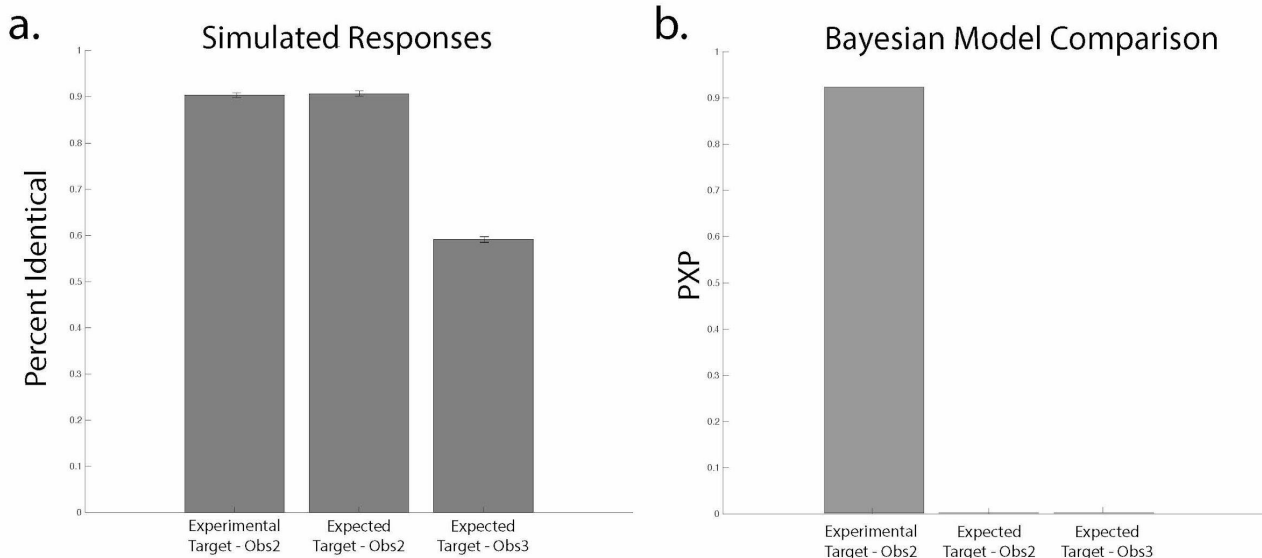 a.
Simulated Responses
1
0.9
0.8
0.7
0.6
0.5
0.4
0.3
0.2
0.1
0
Percent Identical
Experimental
Target - Obs2
Expected
Target - Obs2
Expected
Target - Obs3
b.
Bayesian Model Comparison
1
0.9
0.8
0.7
0.6
0.5
0.4
0.3
0.2
0.1
0
PXP
Experimental
Target - Obs2
Expected
Target - Obs2
Expected
Target - Obs3